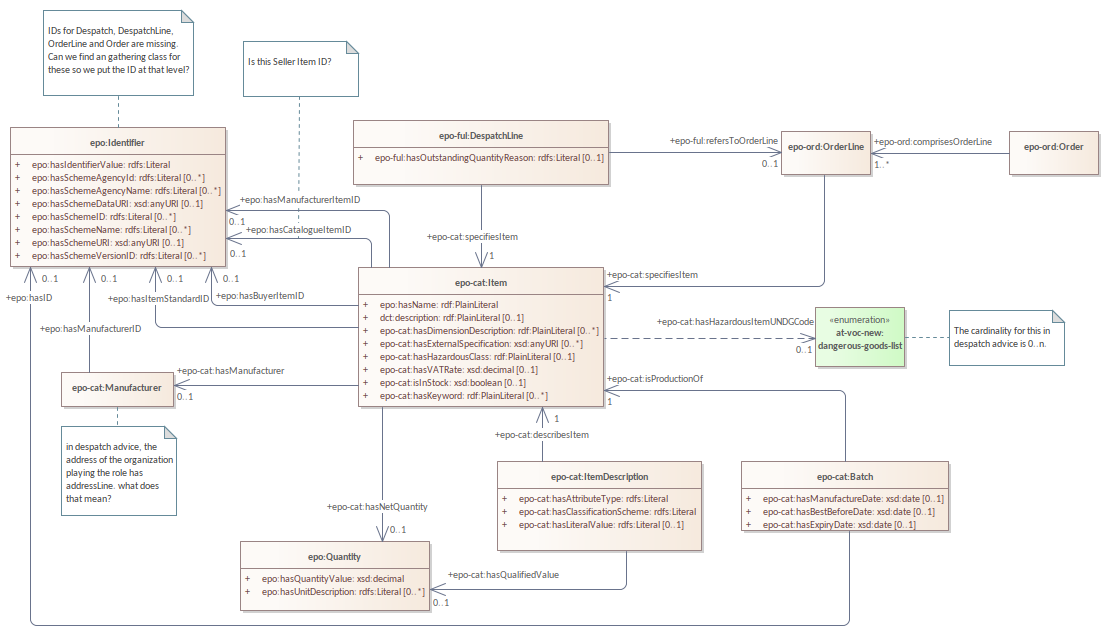 IDs for Despatch, DespatchLine,
OrderLine and Order are missing.
Can we find an gathering class for
these so we put the ID at that level?
Is this Seller Item ID?
epo:Identifier
+ epo:hasIdentifierValue: rdfs:Literal
+ epo:hasSchemeAgencyId: rdfs:Literal [0..*]
+ epo:hasSchemeAgencyName: rdfs:Literal [0..*]
+ epo:hasSchemeDataURI: xsd:anyURI [0..1]
+ epo:hasSchemeID: rdfs:Literal [0..*]
+ epo:hasSchemeName: rdfs:Literal [0..*]
+ epo:hasSchemeURI: xsd:anyURI [0..1]
+ epo:hasSchemeVersionID: rdfs:Literal [0..*]
epo-ful:DespatchLine
+ epo-ful:hasOutstandingQuantityReason: rdfs:Literal [0..1]
+epo-ful:refersToOrderLine
0..1
epo-ord:OrderLine
+epo-ord:comprisesOrderLine
1..*
epo-ord:Order
+epo:hasManufacturerItemID
0..1
+epo:hasCatalogueItemID
0..1
+epo-cat:specifiesItem
1
0..1
0..1
0..1
0..1
+epo:hasID
+epo:hasItemStandardID
+epo:hasBuyerItemID
+epo:hasManufacturerID
epo-cat:Item
+ epo:hasName: rdf:PlainLiteral
+ dct:description: rdf:PlainLiteral [0..1]
+ epo-cat:hasDimensionDescription: rdf:PlainLiteral [0..*]
+ epo-cat:hasExternalSpecification: xsd:anyURI [0..*]
+ epo-cat:hasHazardousClass: rdf:PlainLiteral [0..1]
+ epo-cat:hasVATRate: xsd:decimal [0..1]
+ epo-cat:isInStock: xsd:boolean [0..1]
+ epo-cat:hasKeyword: rdf:PlainLiteral [0..*]
+epo-cat:specifiesItem
1
+epo-cat:hasHazardousItemUNDGCode
0..1
«enumeration»
at-voc-new:
dangerous-goods-list
The cardinality for this in
despatch advice is 0..n.
epo-cat:Manufacturer
+epo-cat:hasManufacturer
0..1
+epo-cat:isProductionOf
1
in despatch advice, the
address of the organization
playing the role has
addressLine. what does
that mean?
1
+epo-cat:describesItem
epo-cat:ItemDescription
+ epo-cat:hasAttributeType: rdfs:Literal
+ epo-cat:hasClassificationScheme: rdfs:Literal
+ epo-cat:hasLiteralValue: rdfs:Literal [0..1]
epo-cat:Batch
+ epo-cat:hasManufactureDate: xsd:date [0..1]
+ epo-cat:hasBestBeforeDate: xsd:date [0..1]
+ epo-cat:hasExpiryDate: xsd:date [0..1]
+epo-cat:hasNetQuantity
0..1
epo:Quantity
+ epo:hasQuantityValue: xsd:decimal
+ epo:hasUnitDescription: rdfs:Literal [0..*]
+epo-cat:hasQualifiedValue
0..1